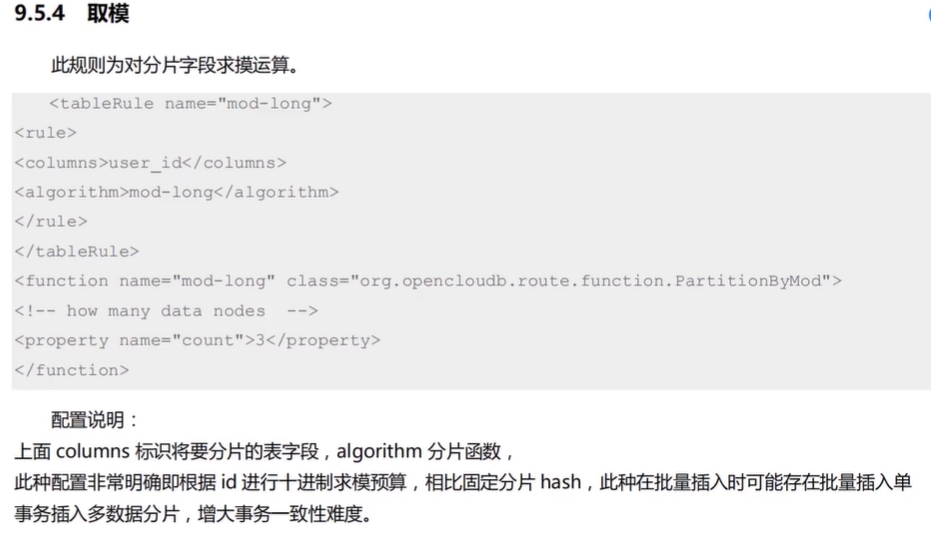 9.5.4 取模
此规则为对分片字段求摸运算。
<tableRule name="mod-long">
<rule>
<columns>user_id</columns>
<algorithm>mod-long</algorithm>
</rule>
</tableRule>
<function name="mod-long" class="org.opencloudb.route.function.PartitionByMod">
<!-- how many data nodes  -->
<property name="count">3</property>
</function>
配置说明：
上面 columns 标识将要分片的表字段，algorithm 分片函数，
此种配置非常明确即根据 id 进行十进制求模预算，相比固定分片 hash，此种在批量插入时可能存在批量插入单
事务插入多数据分片，增大事务一致性难度。